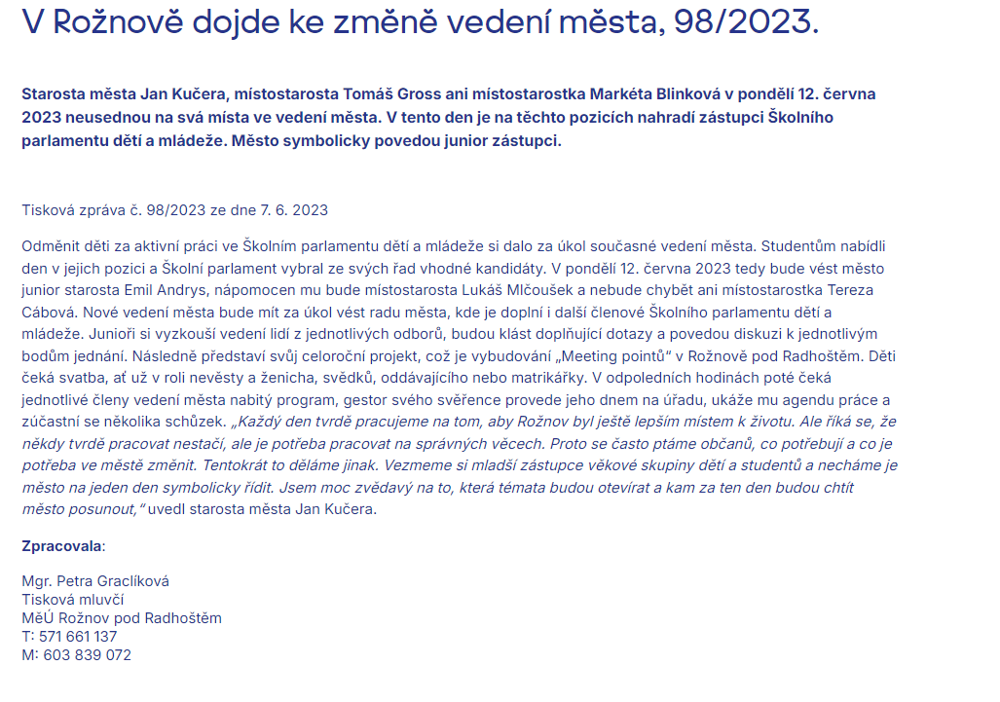 V Rožnově dojde ke změně vedení města, 98/2023.
Starosta města Jan Kučera, místostarosta Tomáš Gross ani místostarostka Markéta Blinková v pondělí 12. června
2023 neusednou na svá místa ve vedení města. V tento den je na těchto pozicích nahradí zástupci Školního
parlamentu dětí a mládeže. Město symbolicky povedou junior zástupci.
Tisková zpráva č. 98/2023 ze dne 7. 6. 2023
Odměnit děti za aktivní práci ve Školním parlamentu dětí a mládeže si dalo za úkol současné vedení města. Studentům nabídli
den v jejich pozici a Školní parlament vybral ze svých řad vhodné kandidáty. V pondělí 12. června 2023 tedy bude vést město
junior starosta Emil Andrys, nápomocen mu bude místostarosta Lukáš Mlčoušek a nebude chybět ani místostarostka Tereza
Cábová. Nové vedení města bude mít za úkol vést radu města, kde je doplní i další členové Školního parlamentu dětí a
mládeže. Junioři si vyzkouší vedení lidí z jednotlivých odborů, budou klást doplňující dotazy a povedou diskuzi k jednotlivým
bodům jednání. Následně představí svůj celoroční projekt, což je vybudování „Meeting pointů“ v Rožnově pod Radhoštěm. Děti
čeká svatba, ať už v roli nevěsty a ženicha, svědků, oddávajícího nebo matrikářky. V odpoledních hodinách poté čeká
jednotlivé členy vedení města nabitý program, gestor svého svěřence provede jeho dnem na úřadu, ukáže mu agendu práce a
zúčastní se několika schůzek. „Každý den tvrdě pracujeme na tom, aby Rožnov byl ještě lepším místem k životu. Ale říká se, že
někdy tvrdě pracovat nestačí, ale je potřeba pracovat na správných věcech. Proto se často ptáme občanů, co potřebují a co je
potřeba ve městě změnit. Tentokrát to děláme jinak. Vezmeme si mladší zástupce věkové skupiny dětí a studentů a necháme je
město na jeden den symbolicky řídit. Jsem moc zvědavý na to, která témata budou otevírat a kam za ten den budou chtít
město posunout,“ uvedl starosta města Jan Kučera.
Zpracovala:
Mgr. Petra Graclíková
Tisková mluvčí
MěÚ Rožnov pod Radhoštěm
T: 571 661 137
M: 603 839 072